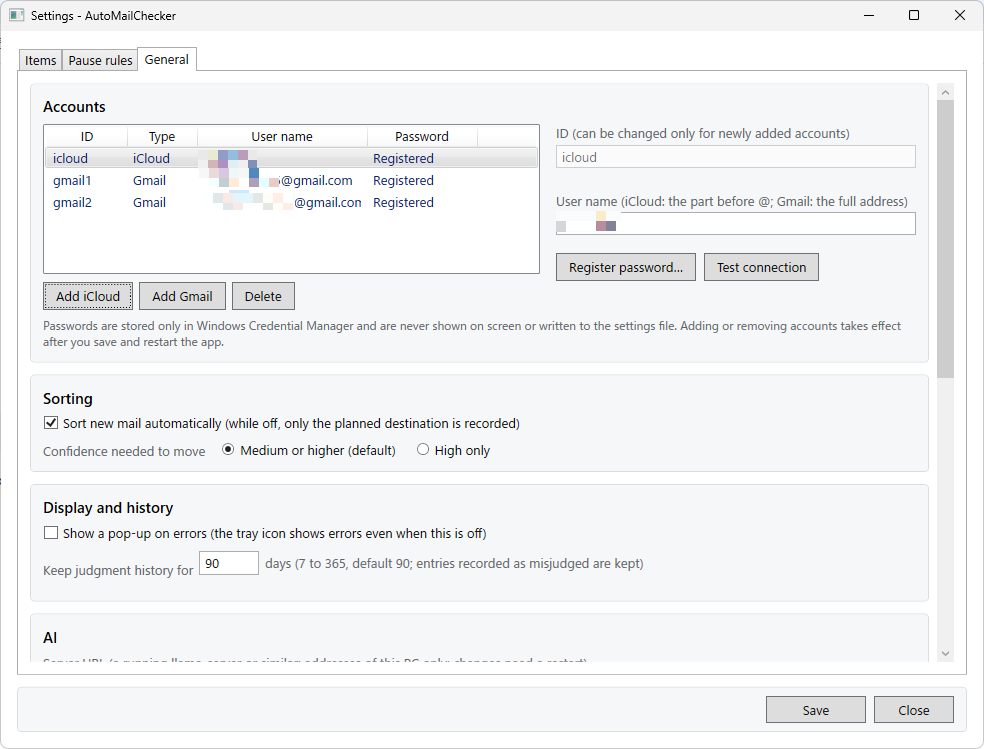 Settings - AutoMailChecker
Items
Pause rules
General
Accounts
ID Type User name Password
icloud iCloud Registered
gmail1 Gmail @gmail.com Registered
gmail2 Gmail @gmail.con Registered
ID (can be changed only for newly added accounts)
icloud
User name (iCloud: the part before @; Gmail: the full address)
Register password...
Test connection
Add iCloud
Add Gmail
Delete
Passwords are stored only in Windows Credential Manager and are never shown on screen or written to the settings file. Adding or removing accounts takes effect
after you save and restart the app.
Sorting
Sort new mail automatically (while off, only the planned destination is recorded)
Confidence needed to move
Medium or higher (default)
High only
Display and history
Show a pop-up on errors (the tray icon shows errors even when this is off)
Keep judgment history for 90 days (7 to 365, default 90; entries recorded as misjudged are kept)
AI
Save
Close